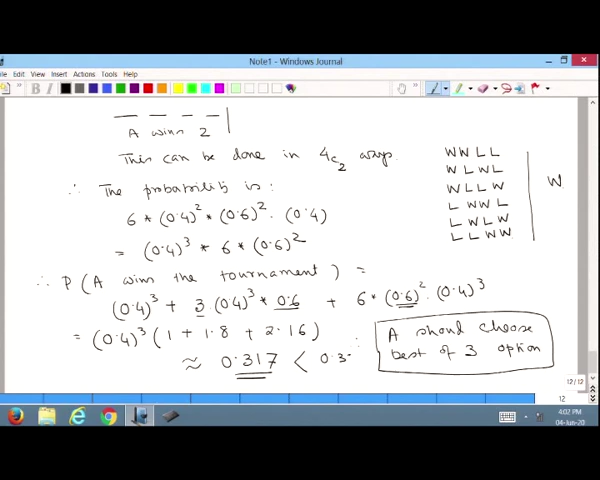 Note1 - Windows Journal
File Edit View Insert Actions Tools Help
A wins 2
This can be done in 4c2 ways.
∴ The probability is:
6 * (0.4)² * (0.6)² · (0.4)
= (0.4)³ * 6 * (0.6)²
WWLL
WLWL
WLLW
LWWL
LWLW
LLWW
W
∴ P(A wins the tournament) =
(0.4)³ + 3 · (0.4)³ * 0.6 + 6 * (0.6)² · (0.4)³
= (0.4)³ (1 + 1.8 + 2.16)
≈ 0.317 < 0.3
∴ A should choose
best of 3 option
12/12
12
4:02 PM
04-Jun-20